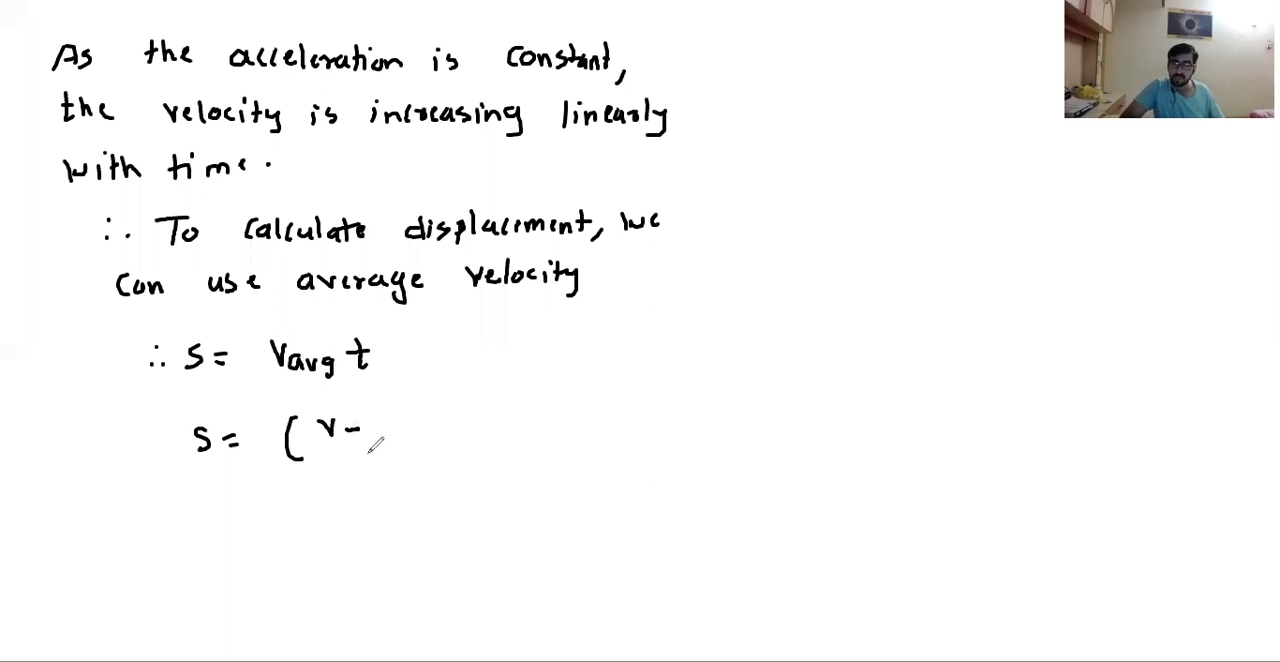 As the acceleration is constant,
the velocity is increasing linearly
with time.
∴ To calculate displacement, we
can use average velocity
∴ s = vavg t
s = ( v -